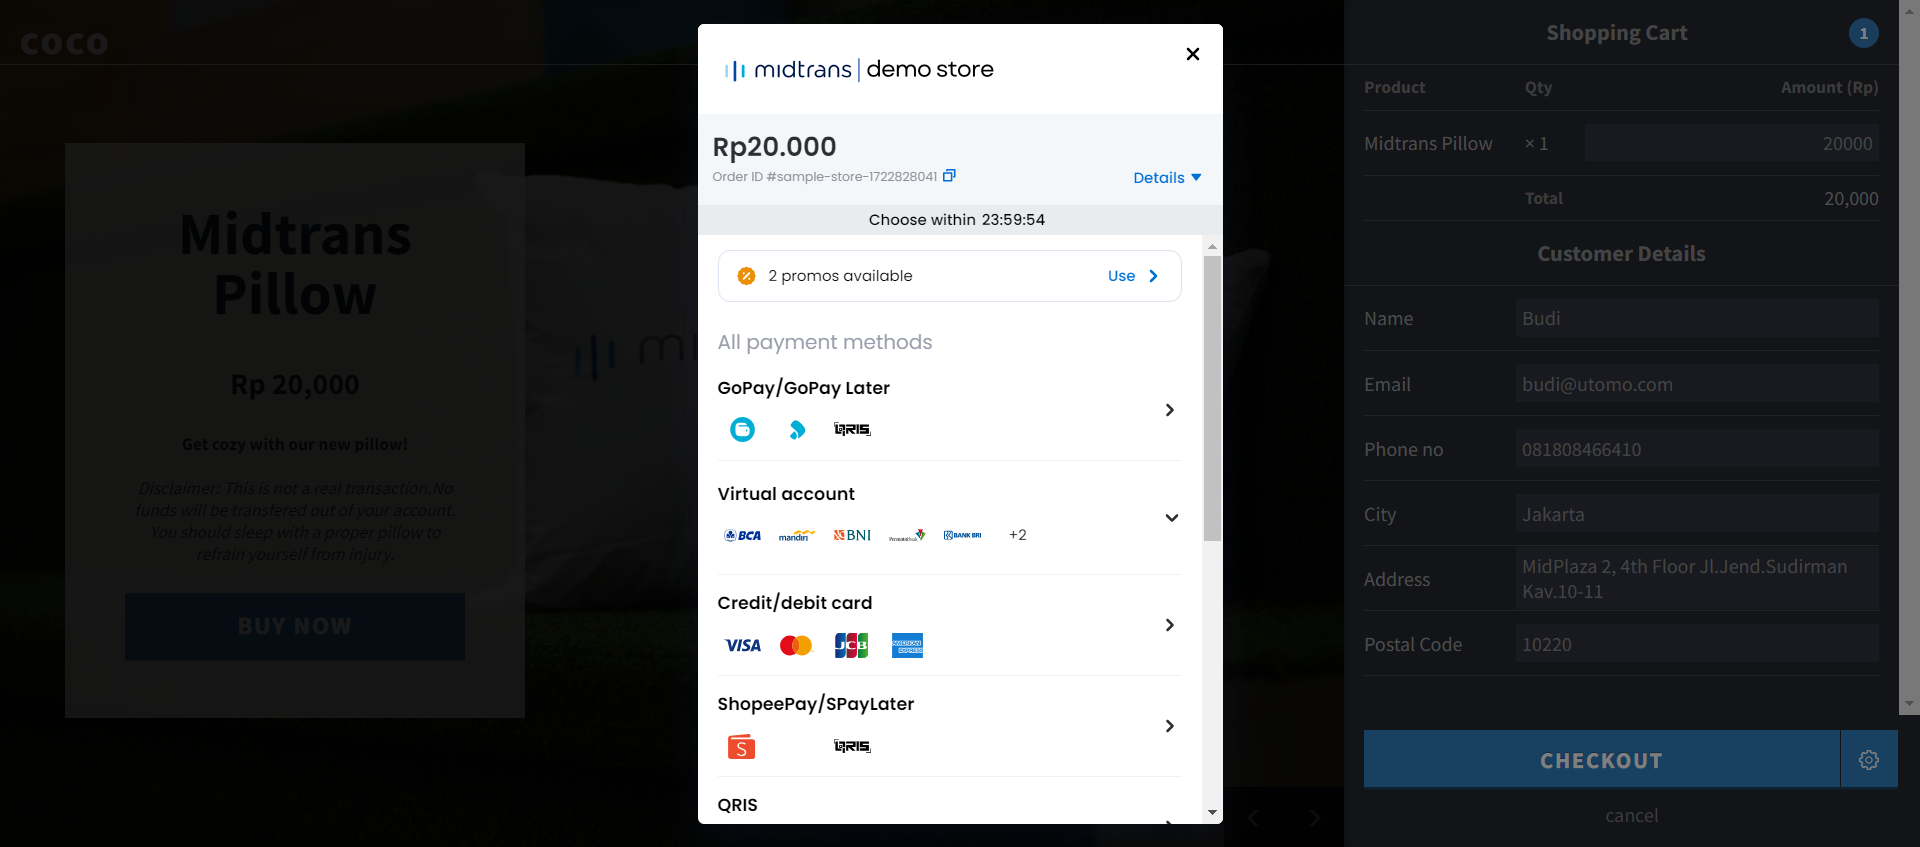 coco
Midtrans
Pillow
Rp 20,000
Get cozy with our new pillow!
Disclaimer: This is not a real transaction.No
funds will be transfered out of your account.
You should sleep with a proper pillow to
refrain yourself from injury.
BUY NOW
mi
midtrans | demo store
Rp20.000
Order ID #sample-store-1722828041
Details
Choose within 23:59:54
2 promos available Use
All payment methods
GoPay/GoPay Later
QRIS
Virtual account
BCA mandiri BNI PermataBank BANK BRI +2
Credit/debit card
VISA JCB AMERICAN EXPRESS
ShopeePay/SPayLater
S QRIS
QRIS
Shopping Cart 1
Product Qty Amount (Rp)
Midtrans Pillow × 1 20000
Total 20,000
Customer Details
Name Budi
Email budi@utomo.com
Phone no 081808466410
City Jakarta
Address MidPlaza 2, 4th Floor Jl.Jend.Sudirman
Kav.10-11
Postal Code 10220
CHECKOUT
cancel